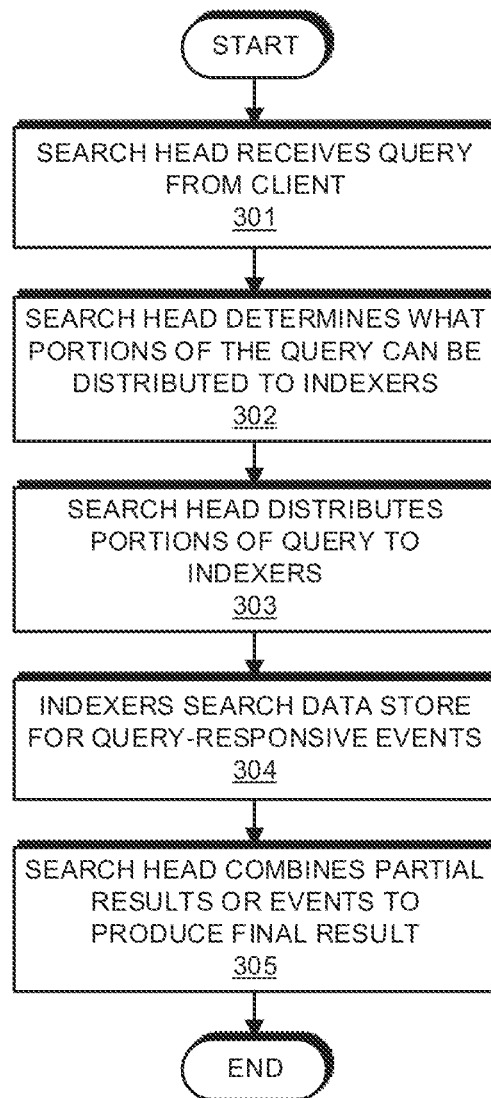 START
SEARCH HEAD RECEIVES QUERY
FROM CLIENT
301
SEARCH HEAD DETERMINES WHAT
PORTIONS OF THE QUERY CAN BE
DISTRIBUTED TO INDEXERS
302
SEARCH HEAD DISTRIBUTES
PORTIONS OF QUERY TO
INDEXERS
303
INDEXERS SEARCH DATA STORE
FOR QUERY-RESPONSIVE EVENTS
304
SEARCH HEAD COMBINES PARTIAL
RESULTS OR EVENTS TO
PRODUCE FINAL RESULT
305
END